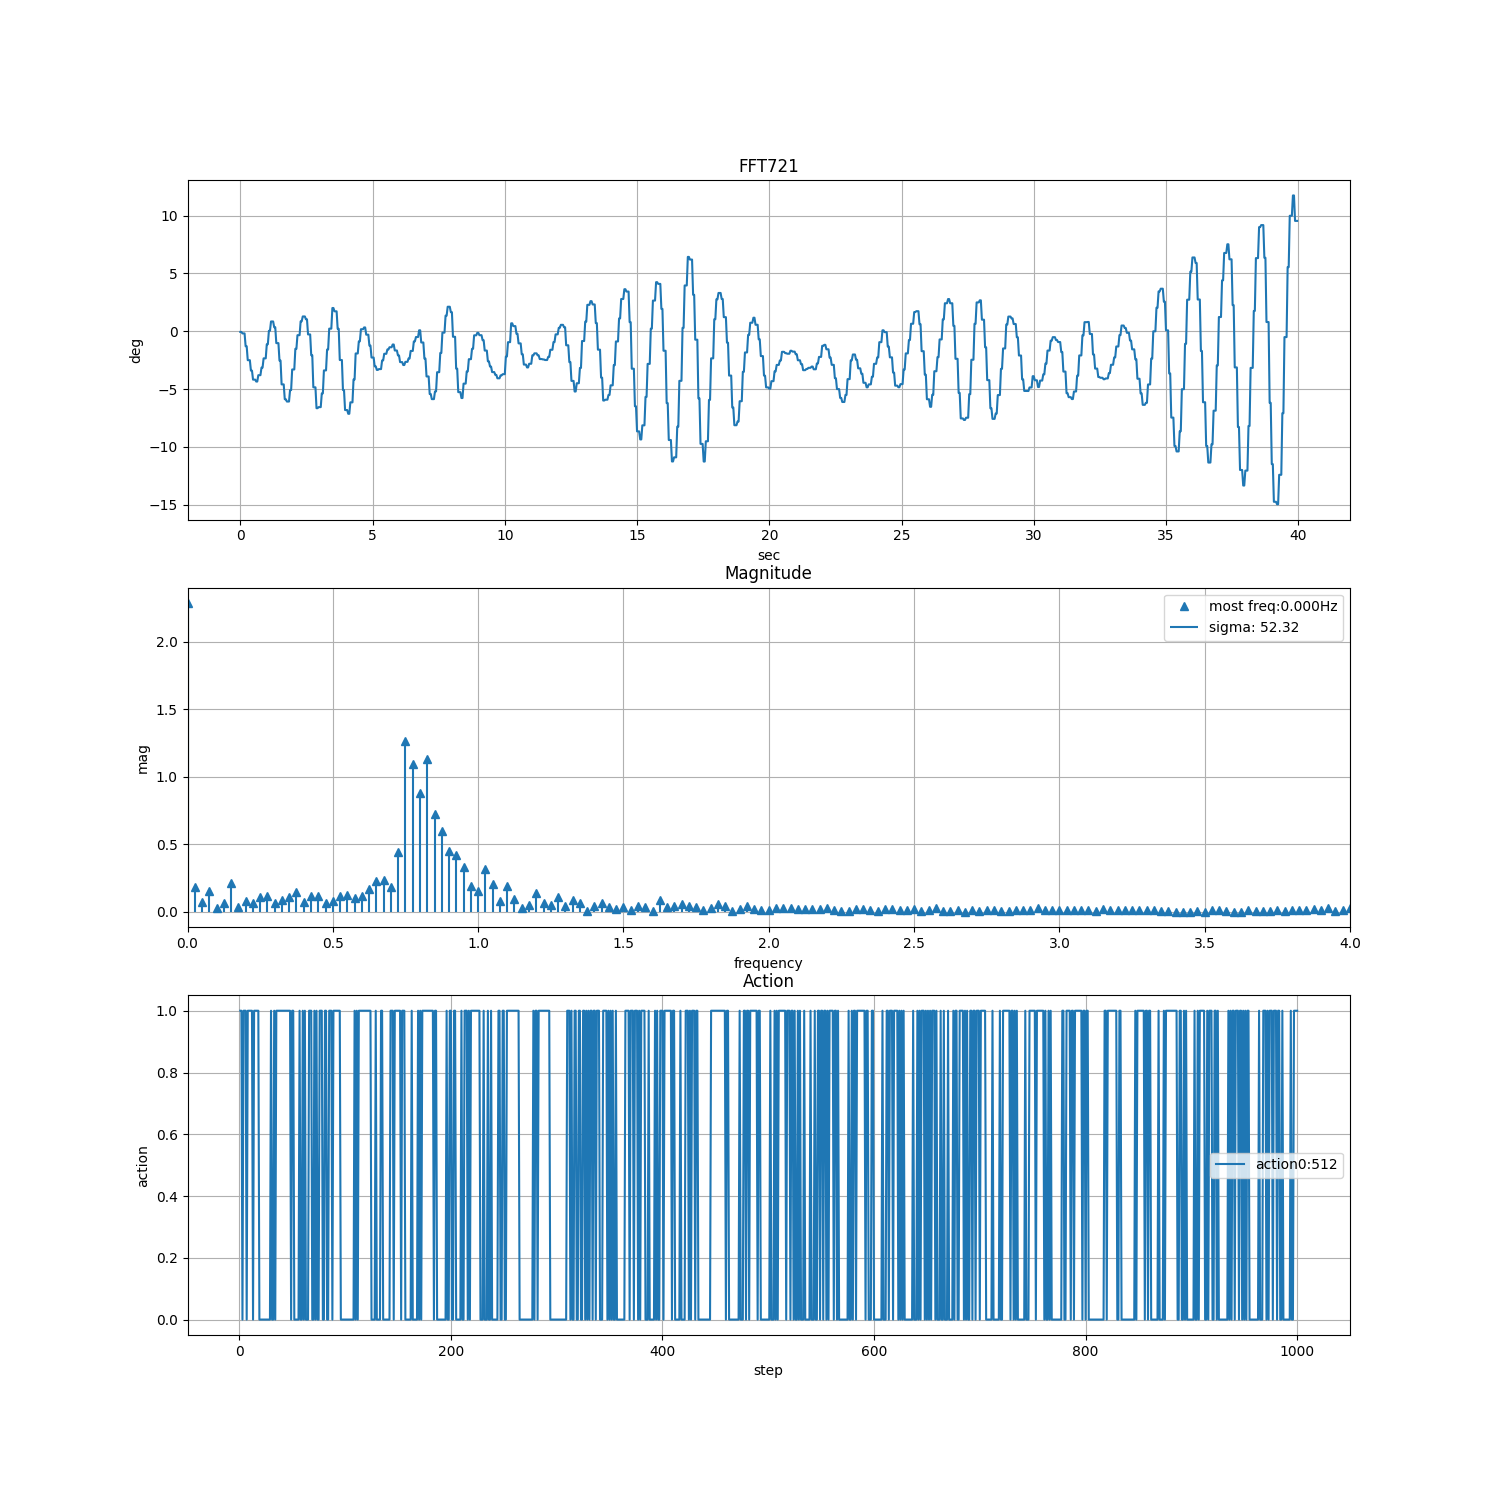 FFT721
10
5
0
−5
−10
−15
deg
0 5 10 15 20 25 30 35 40
sec
Magnitude
most freq:0.000Hz
sigma: 52.32
2.0
1.5
1.0
0.5
0.0
mag
0.0 0.5 1.0 1.5 2.0 2.5 3.0 3.5 4.0
frequency
Action
1.0
0.8
0.6
0.4
0.2
0.0
action
action0:512
0 200 400 600 800 1000
step